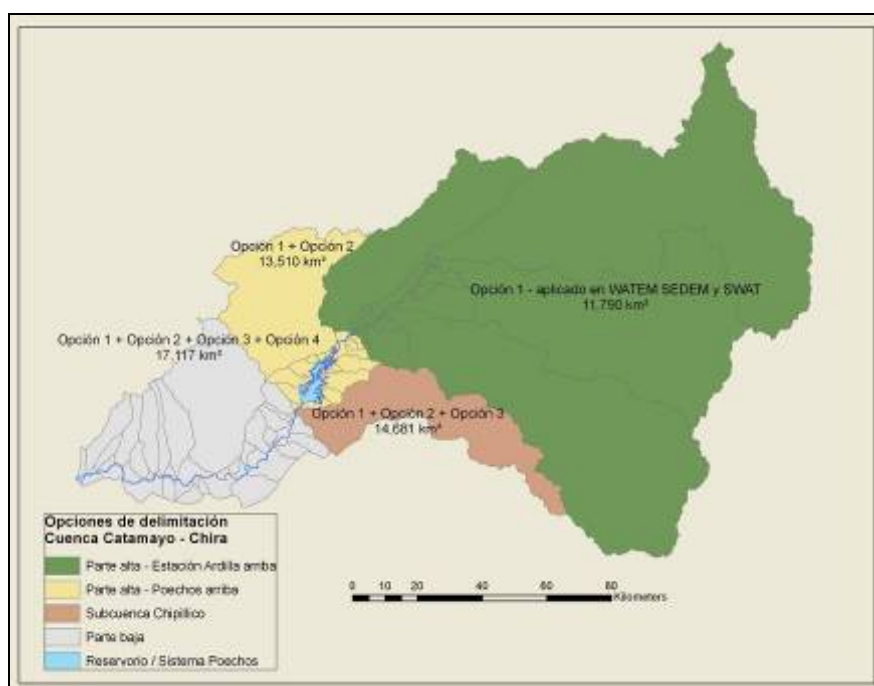 Opción 1 + Opción 2
13,510 km²
Opción 1 - aplicado en WATEM SEDEM y SWAT
11.790 km²
Opción 1 + Opción 2 + Opción 3 + Opción 4
17.117 km²
Opción 1 + Opción 2 + Opción 3
14,681 km²
Opciones de delimitación
Cuenca Catamayo - Chira
Parte alta - Estación Ardilla arriba
Parte alta - Poechos arriba
Subcuenca Chipillico
Parte baja
Reservorio / Sistema Poechos
0 10 20 40 60 80
Kilometers